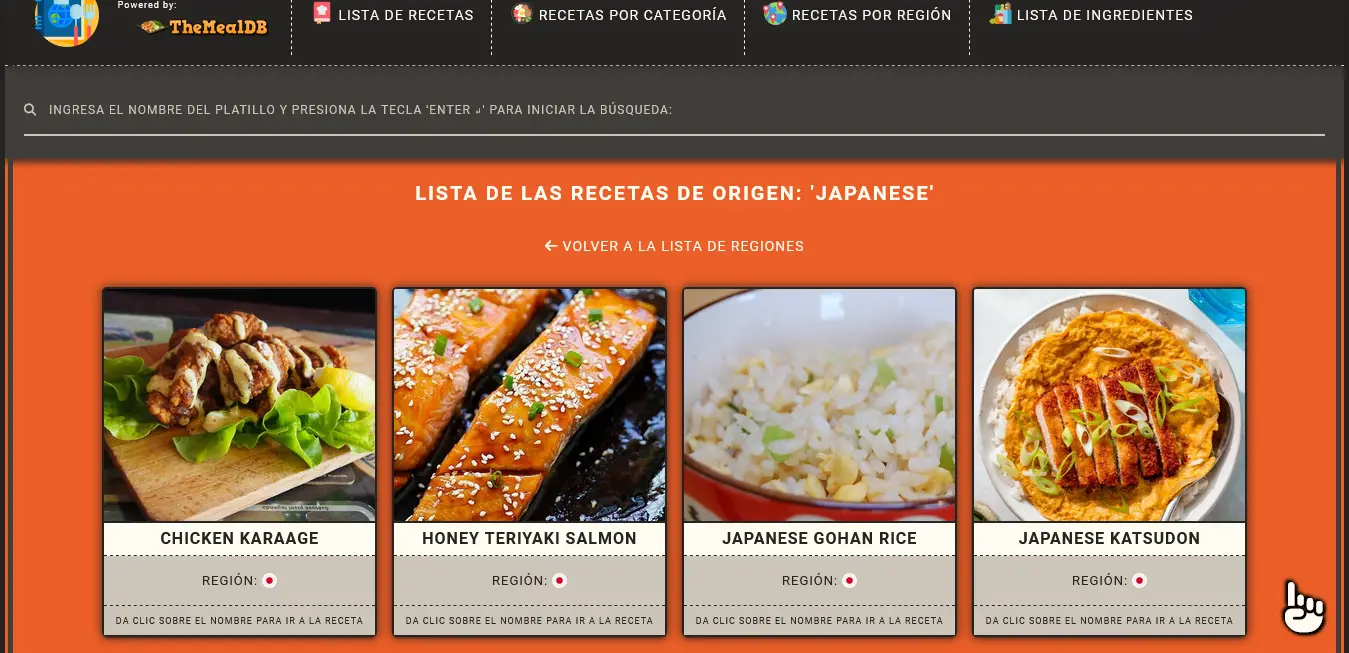 Powered by:
TheMealDB
LISTA DE RECETAS
RECETAS POR CATEGORÍA
RECETAS POR REGIÓN
LISTA DE INGREDIENTES
INGRESA EL NOMBRE DEL PLATILLO Y PRESIONA LA TECLA 'ENTER ↲' PARA INICIAR LA BÚSQUEDA:
LISTA DE LAS RECETAS DE ORIGEN: 'JAPANESE'
← VOLVER A LA LISTA DE REGIONES
CHICKEN KARAAGE
REGIÓN:
DA CLIC SOBRE EL NOMBRE PARA IR A LA RECETA
HONEY TERIYAKI SALMON
REGIÓN:
DA CLIC SOBRE EL NOMBRE PARA IR A LA RECETA
JAPANESE GOHAN RICE
REGIÓN:
DA CLIC SOBRE EL NOMBRE PARA IR A LA RECETA
JAPANESE KATSUDON
REGIÓN:
DA CLIC SOBRE EL NOMBRE PARA IR A LA RECETA